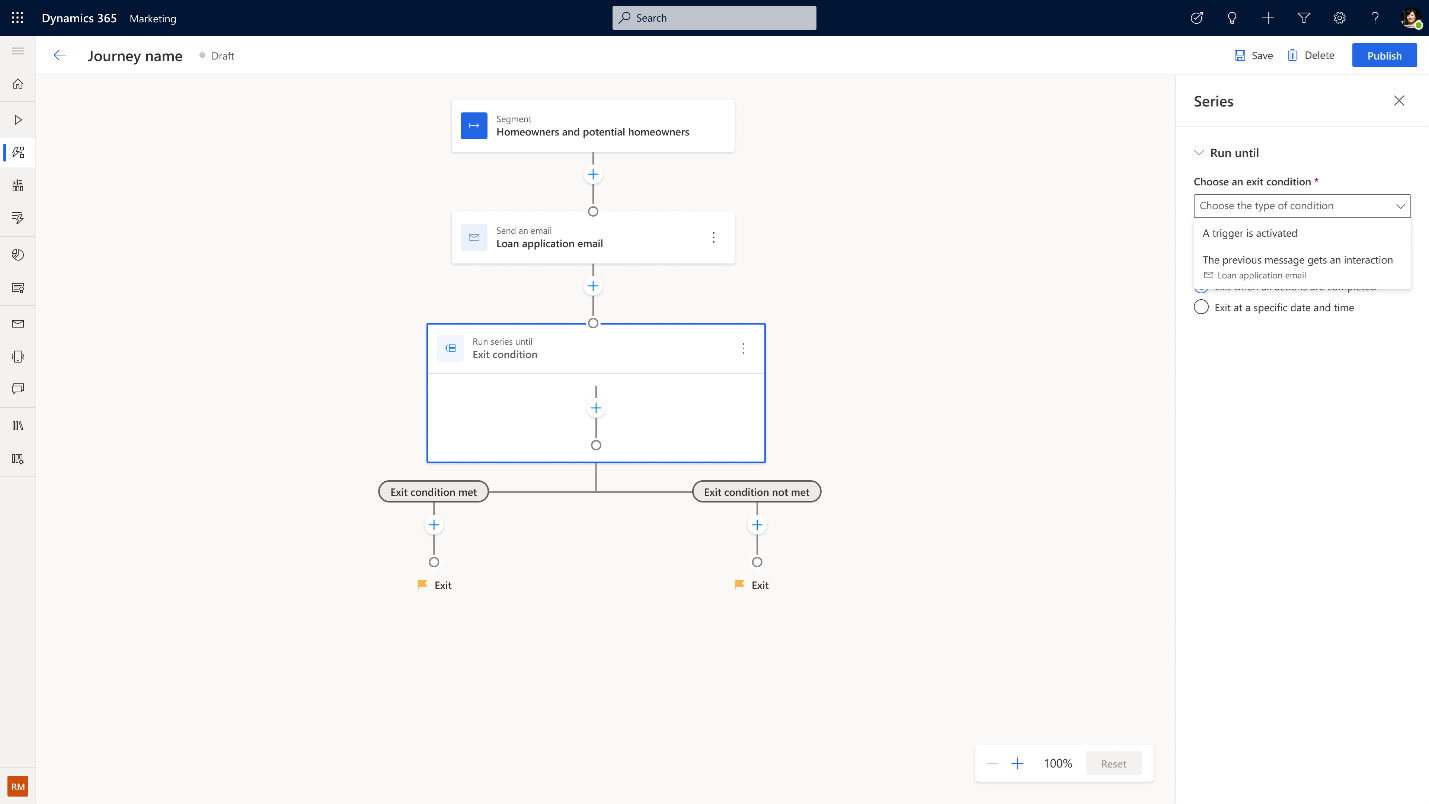 Dynamics 365 Marketing
Search
Journey name
Draft
Save
Delete
Publish
Segment
Homeowners and potential homeowners
Send an email
Loan application email
Run series until
Exit condition
Exit condition met
Exit condition not met
Exit
Exit
100%
Reset
RM
Series
Run until
Choose an exit condition *
Choose the type of condition
A trigger is activated
The previous message gets an interaction
Loan application email
Exit at a specific date and time